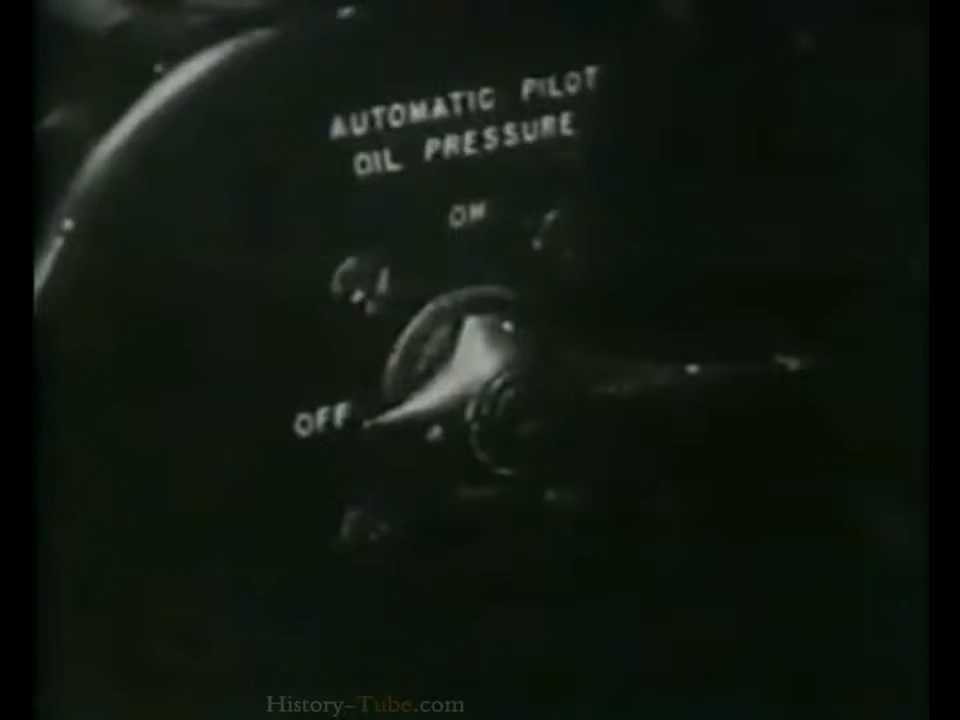 AUTOMATIC PILOT
OIL PRESSURE
ON
OFF
History-Tube.com